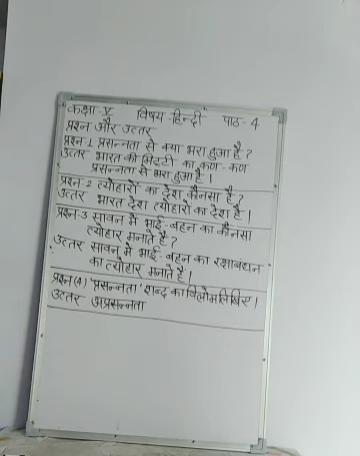 कक्षा-V विषय-हिन्दी पाठ-4
प्रश्न और उत्तर
प्रश्न-1 प्रसन्नता से क्या भरा हुआ है?
उत्तर भारत की मिट्टी का कण-कण
प्रसन्नता से भरा हुआ है।
प्रश्न-2 त्योहारों का देश कौनसा है?
उत्तर भारत देश त्योहारों का देश है।
प्रश्न-3 सावन में भाई-बहन का कौनसा
त्योहार मनाते है?
उत्तर सावन में भाई-बहन का रक्षाबंधन
का त्योहार मनाते है।
प्रश्न(4) 'प्रसन्नता' शब्द का विलोम लिखिए।
उत्तर अप्रसन्नता